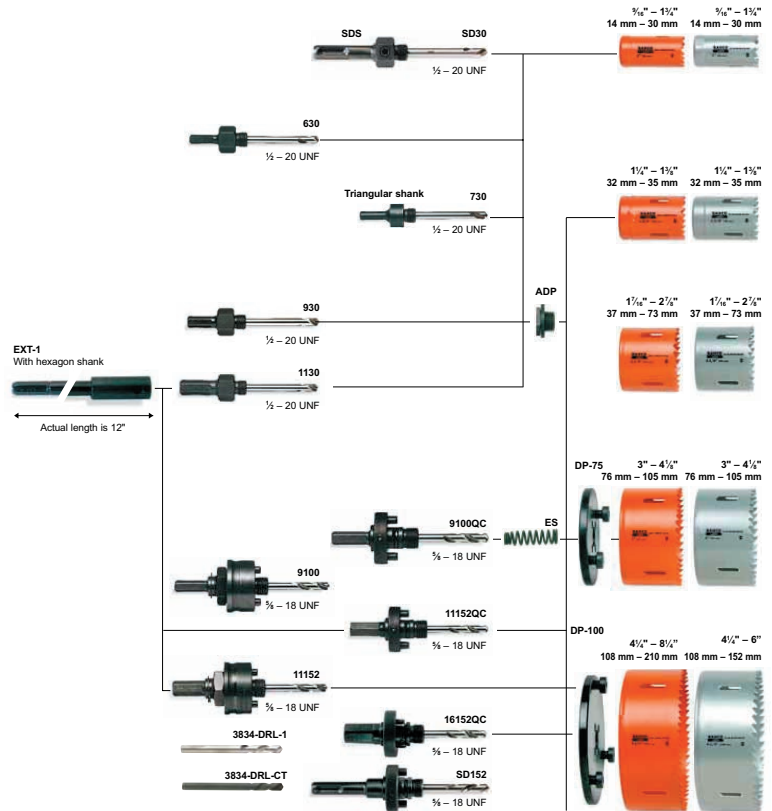 SDS
SD30
½ – 20 UNF
⁹⁄₁₆" – 1¾"
14 mm – 30 mm
⁹⁄₁₆" – 1¾"
14 mm – 30 mm
630
½ – 20 UNF
Triangular shank
730
½ – 20 UNF
1¼" – 1⅜"
32 mm – 35 mm
1¼" – 1⅜"
32 mm – 35 mm
ADP
930
½ – 20 UNF
1⁷⁄₁₆" – 2⅞"
37 mm – 73 mm
1⁷⁄₁₆" – 2⅞"
37 mm – 73 mm
EXT-1
With hexagon shank
Actual length is 12"
1130
½ – 20 UNF
9100QC
⅝ – 18 UNF
ES
DP-75
3" – 4⅛"
76 mm – 105 mm
3" – 4⅛"
76 mm – 105 mm
9100
⅝ – 18 UNF
11152QC
⅝ – 18 UNF
DP-100
4¼" – 8¼"
108 mm – 210 mm
4¼" – 6"
108 mm – 152 mm
11152
⅝ – 18 UNF
3834-DRL-1
3834-DRL-CT
16152QC
⅝ – 18 UNF
SD152
⅝ – 18 UNF